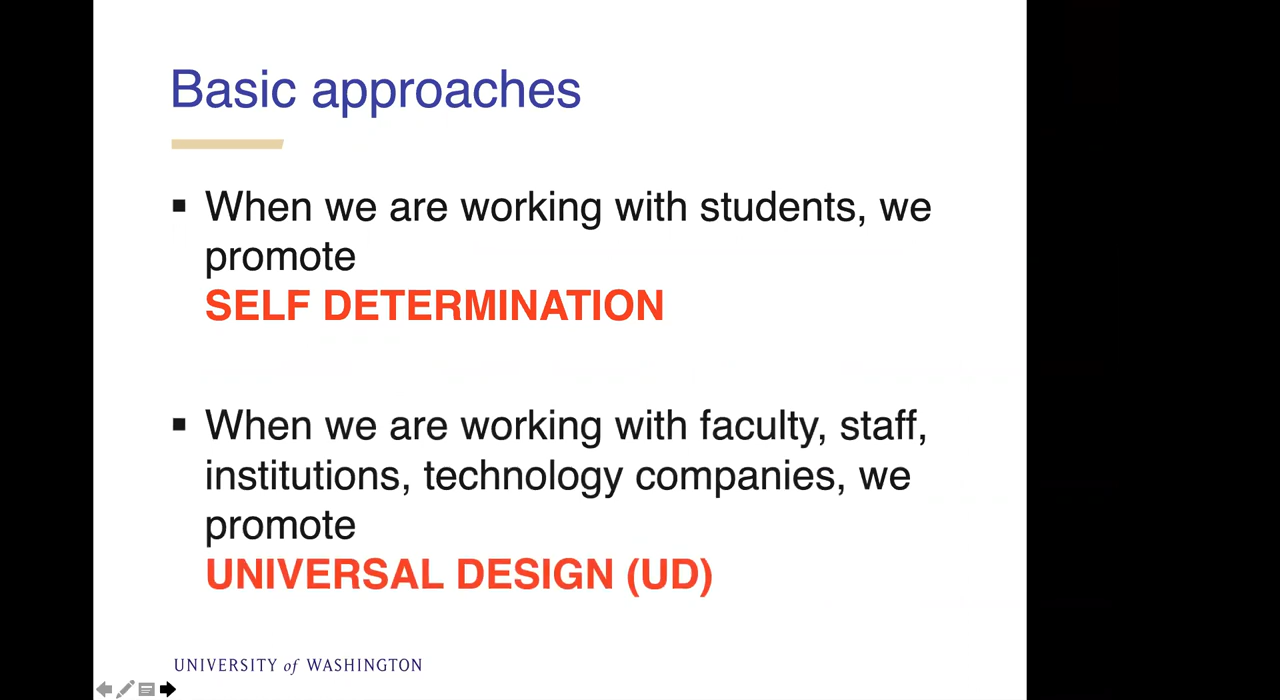 Basic approaches
▪ When we are working with students, we
promote
SELF DETERMINATION
▪ When we are working with faculty, staff,
institutions, technology companies, we
promote
UNIVERSAL DESIGN (UD)
UNIVERSITY of WASHINGTON